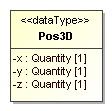 <<dataType>>
Pos3D
-x : Quantity [1]
-y : Quantity [1]
-z : Quantity [1]